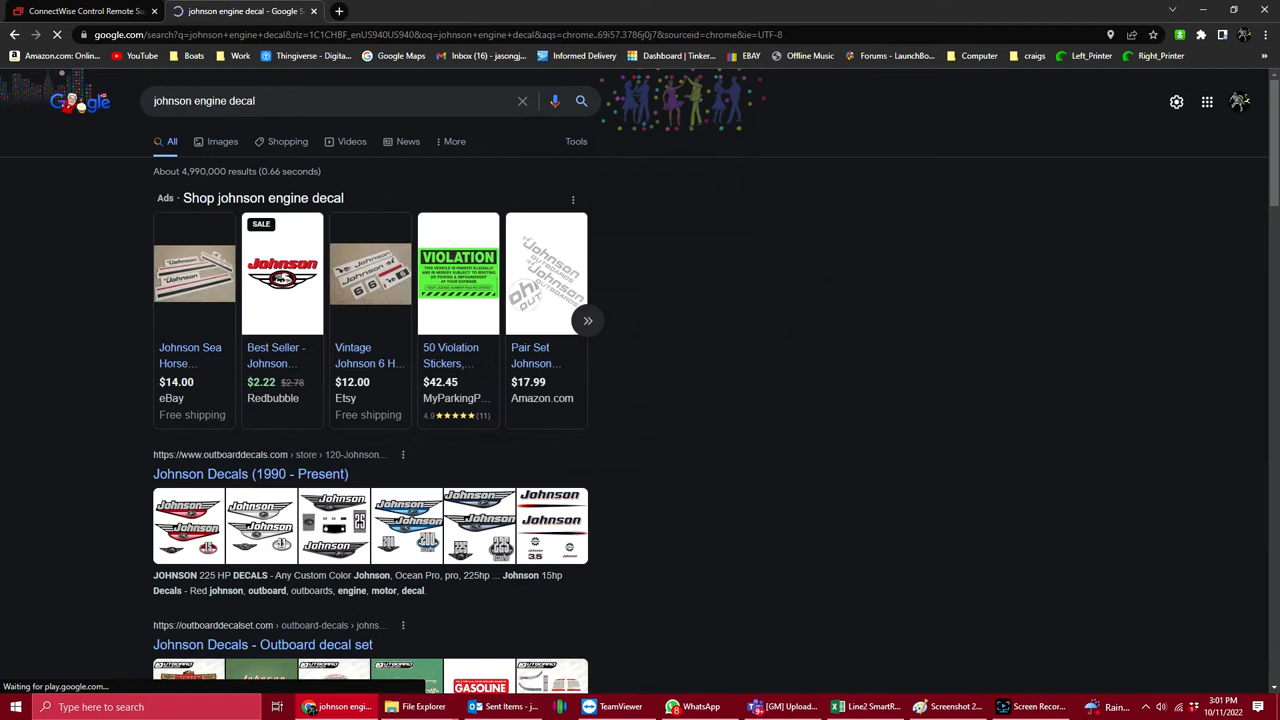 ConnectWise Control Remote Su
johnson engine decal - Google S
google.com/search?q=johnson+engine+decal&rlz=1C1CHBF_enUS940US940&oq=johnson+engine+decal&aqs=chrome..69i57.3786j0j7&sourceid=chrome&ie=UTF-8
Amazon.com: Onlin... YouTube Work Thingiverse - Digita... Google Maps Inbox (16) - jasongj... Instant Delivery Dashboard | Tinker... EBAY Forums - LaunchBo... Computer craigs Left_Printer Right_Printer
johnson engine decal
All Images Shopping Videos News More Tools
About 4,990,000 results (0.66 seconds)
Ads · Shop johnson engine decal
SALE
Johnson
VIOLATION
Johnson Sea Horse...
$14.00
eBay
Free shipping
Best Seller - Johnson...
$2.22 $2.78
Redbubble
Vintage Johnson 6 H...
$12.00
Etsy
Free shipping
50 Violation Stickers,...
$42.45
MyParkingP...
4.9 (11)
Pair Set Johnson...
$17.99
Amazon.com
https://www.outboarddecals.com › store › 120-Johnson...
Johnson Decals (1990 - Present)
JOHNSON 225 HP DECALS - Any Custom Color Johnson, Ocean Pro, pro, 225hp ... Johnson 15hp
Decals - Red johnson, outboard, outboards, engine, motor, decal.
https://outboarddecalset.com › outboard-decals › johns...
Johnson Decals - Outboard decal set
GASOLINE
Waiting for play.google.com...
Type here to search
johnson engi...
File Explorer
Sent Items - j...
TeamViewer
WhatsApp
[GM] Upload...
Line2 SmartR...
Screenshot 2...
Screen Recor...
Rain...
3:01 PM
10/11/2022